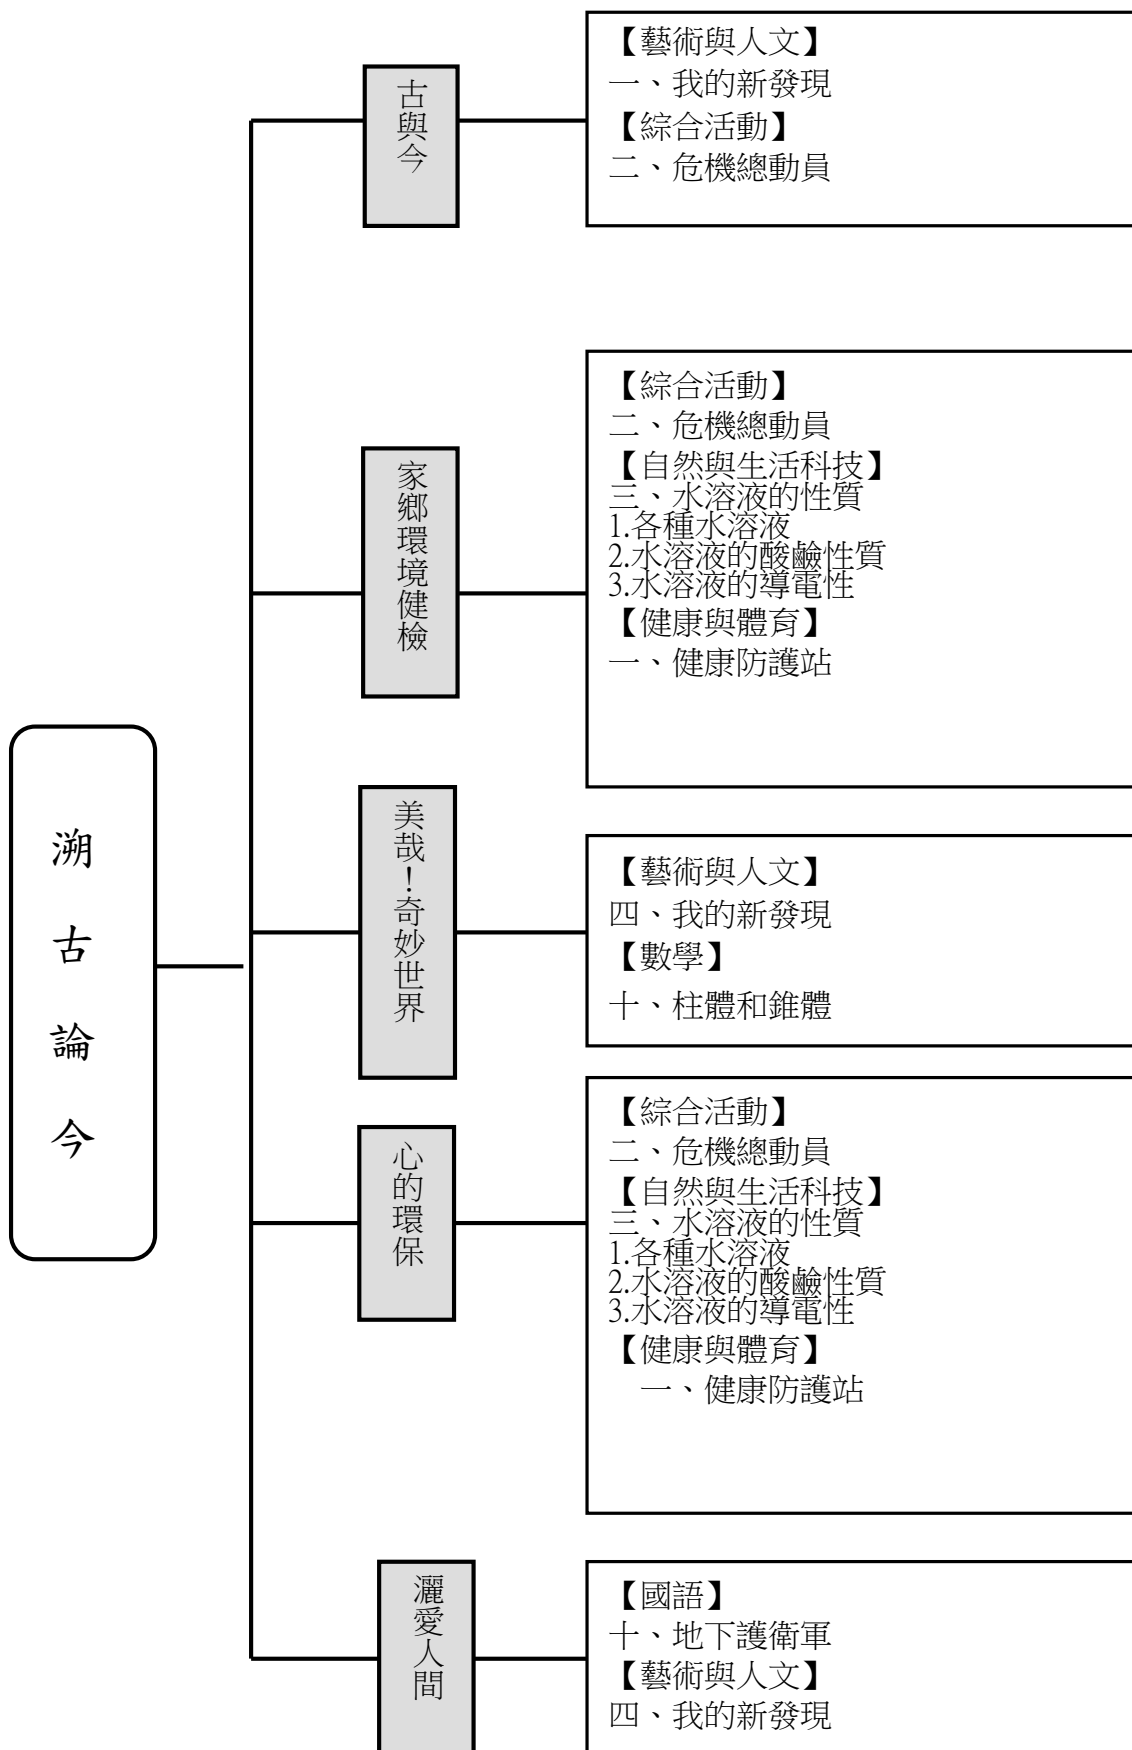 溯古論今
古與今
【藝術與人文】
一、我的新發現
【綜合活動】
二、危機總動員
家鄉環境健檢
【綜合活動】
二、危機總動員
【自然與生活科技】
三、水溶液的性質
1.各種水溶液
2.水溶液的酸鹼性質
3.水溶液的導電性
【健康與體育】
一、健康防護站
美哉！奇妙世界
【藝術與人文】
四、我的新發現
【數學】
十、柱體和錐體
心的環保
【綜合活動】
二、危機總動員
【自然與生活科技】
三、水溶液的性質
1.各種水溶液
2.水溶液的酸鹼性質
3.水溶液的導電性
【健康與體育】
一、健康防護站
灑愛人間
【國語】
十、地下護衛軍
【藝術與人文】
四、我的新發現